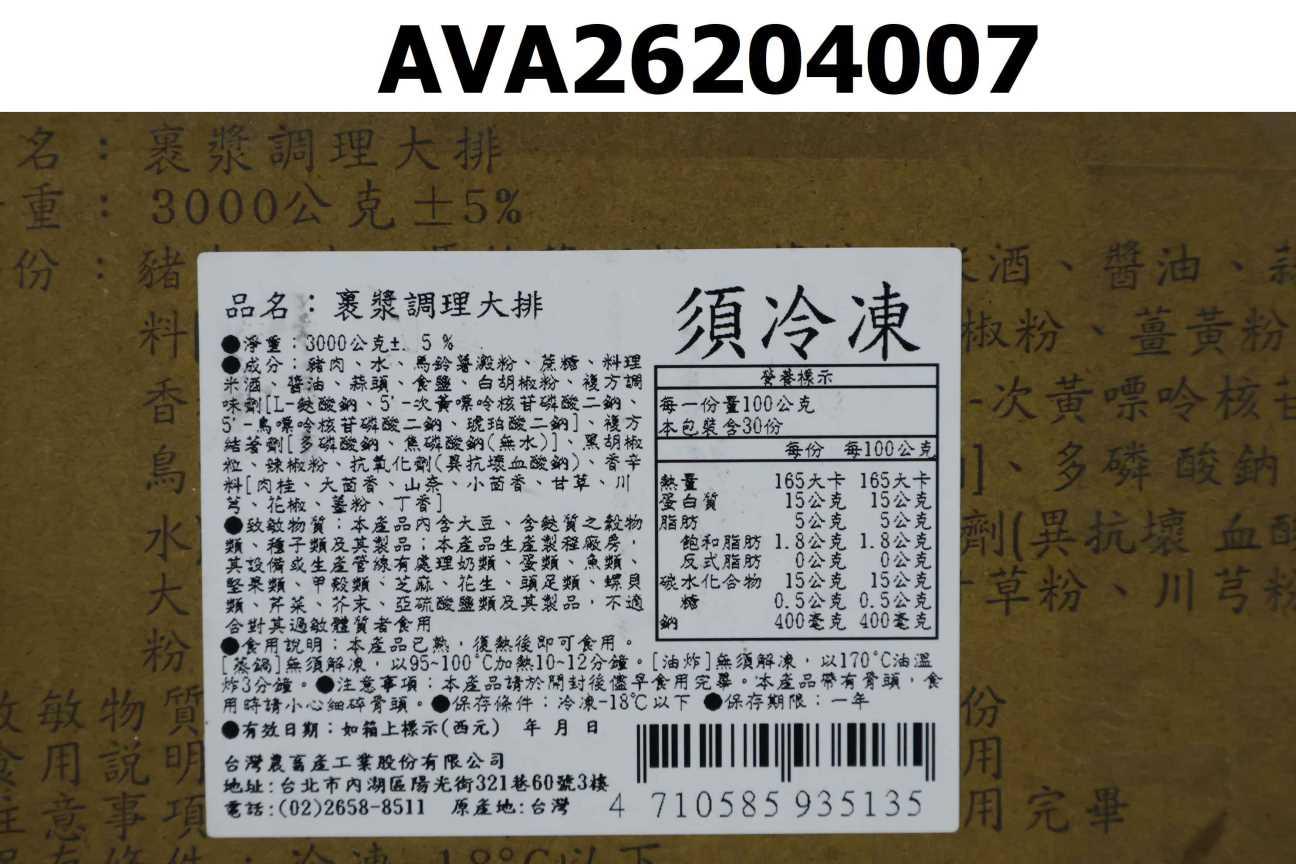 AVA26204007
名：裹漿調理大排
重：3000公克±5%
份：豬
米酒、醬油、蒜
料[
椒粉、薑黃粉
香
-次黃嘌呤核苷
鳥
]、多磷酸鈉
水
劑(異抗壞血酸
大
草粉、川芎粉
粉
敏物質
份
食用說明
用
注意事項
用完畢
冷凍-18°C以下
品名：裹漿調理大排
須冷凍
●淨重：3000公克±. 5 %
●成分：豬肉、水、馬鈴薯澱粉、蔗糖、料理
米酒、醬油、蒜頭、食鹽、白胡椒粉、複方調
味劑[L-麩酸鈉、5'-次黃嘌呤核苷磷酸二鈉、
5'-鳥嘌呤核苷磷酸二鈉、琥珀酸二鈉]、複方
結著劑[多磷酸鈉、焦磷酸鈉(無水)]、黑胡椒
粒、辣椒粉、抗氧化劑(異抗壞血酸鈉)、香辛
料[肉桂、大茴香、山奈、小茴香、甘草、川
芎、花椒、薑粉、丁香]
●致敏物質：本產品內含大豆、含麩質之穀物
類、種子類及其製品；本產品生產製程廠房，
其設備或生產管線有處理奶類、蛋類、魚類、
堅果類、甲殼類、芝麻、花生、頭足類、螺貝
類、芹菜、芥末、亞硫酸鹽類及其製品，不適
合對其過敏體質者食用
●食用說明：本產品已熟，復熱後即可食用。
[蒸鍋]無須解凍，以95~100°C加熱10~12分鐘。[油炸]無須解凍，以170°C油溫
炸3分鐘。●注意事項：本產品請於開封後儘早食用完畢。本產品帶有骨頭，食
用時請小心細碎骨頭。●保存條件：冷凍-18℃以下 ●保存期限：一年
●有效日期：如箱上標示(西元) 年 月 日
台灣農畜產工業股份有限公司
地址：台北市內湖區陽光街321巷60號3樓
電話：(02)2658-8511 原產地：台灣
營養標示
每一份量100公克
本包裝含30份
每份 每100公克
熱量 165大卡 165大卡
蛋白質 15公克 15公克
脂肪 5公克 5公克
飽和脂肪 1.8公克 1.8公克
反式脂肪 0公克 0公克
碳水化合物 15公克 15公克
糖 0.5公克 0.5公克
鈉 400毫克 400毫克
4 710585 935135